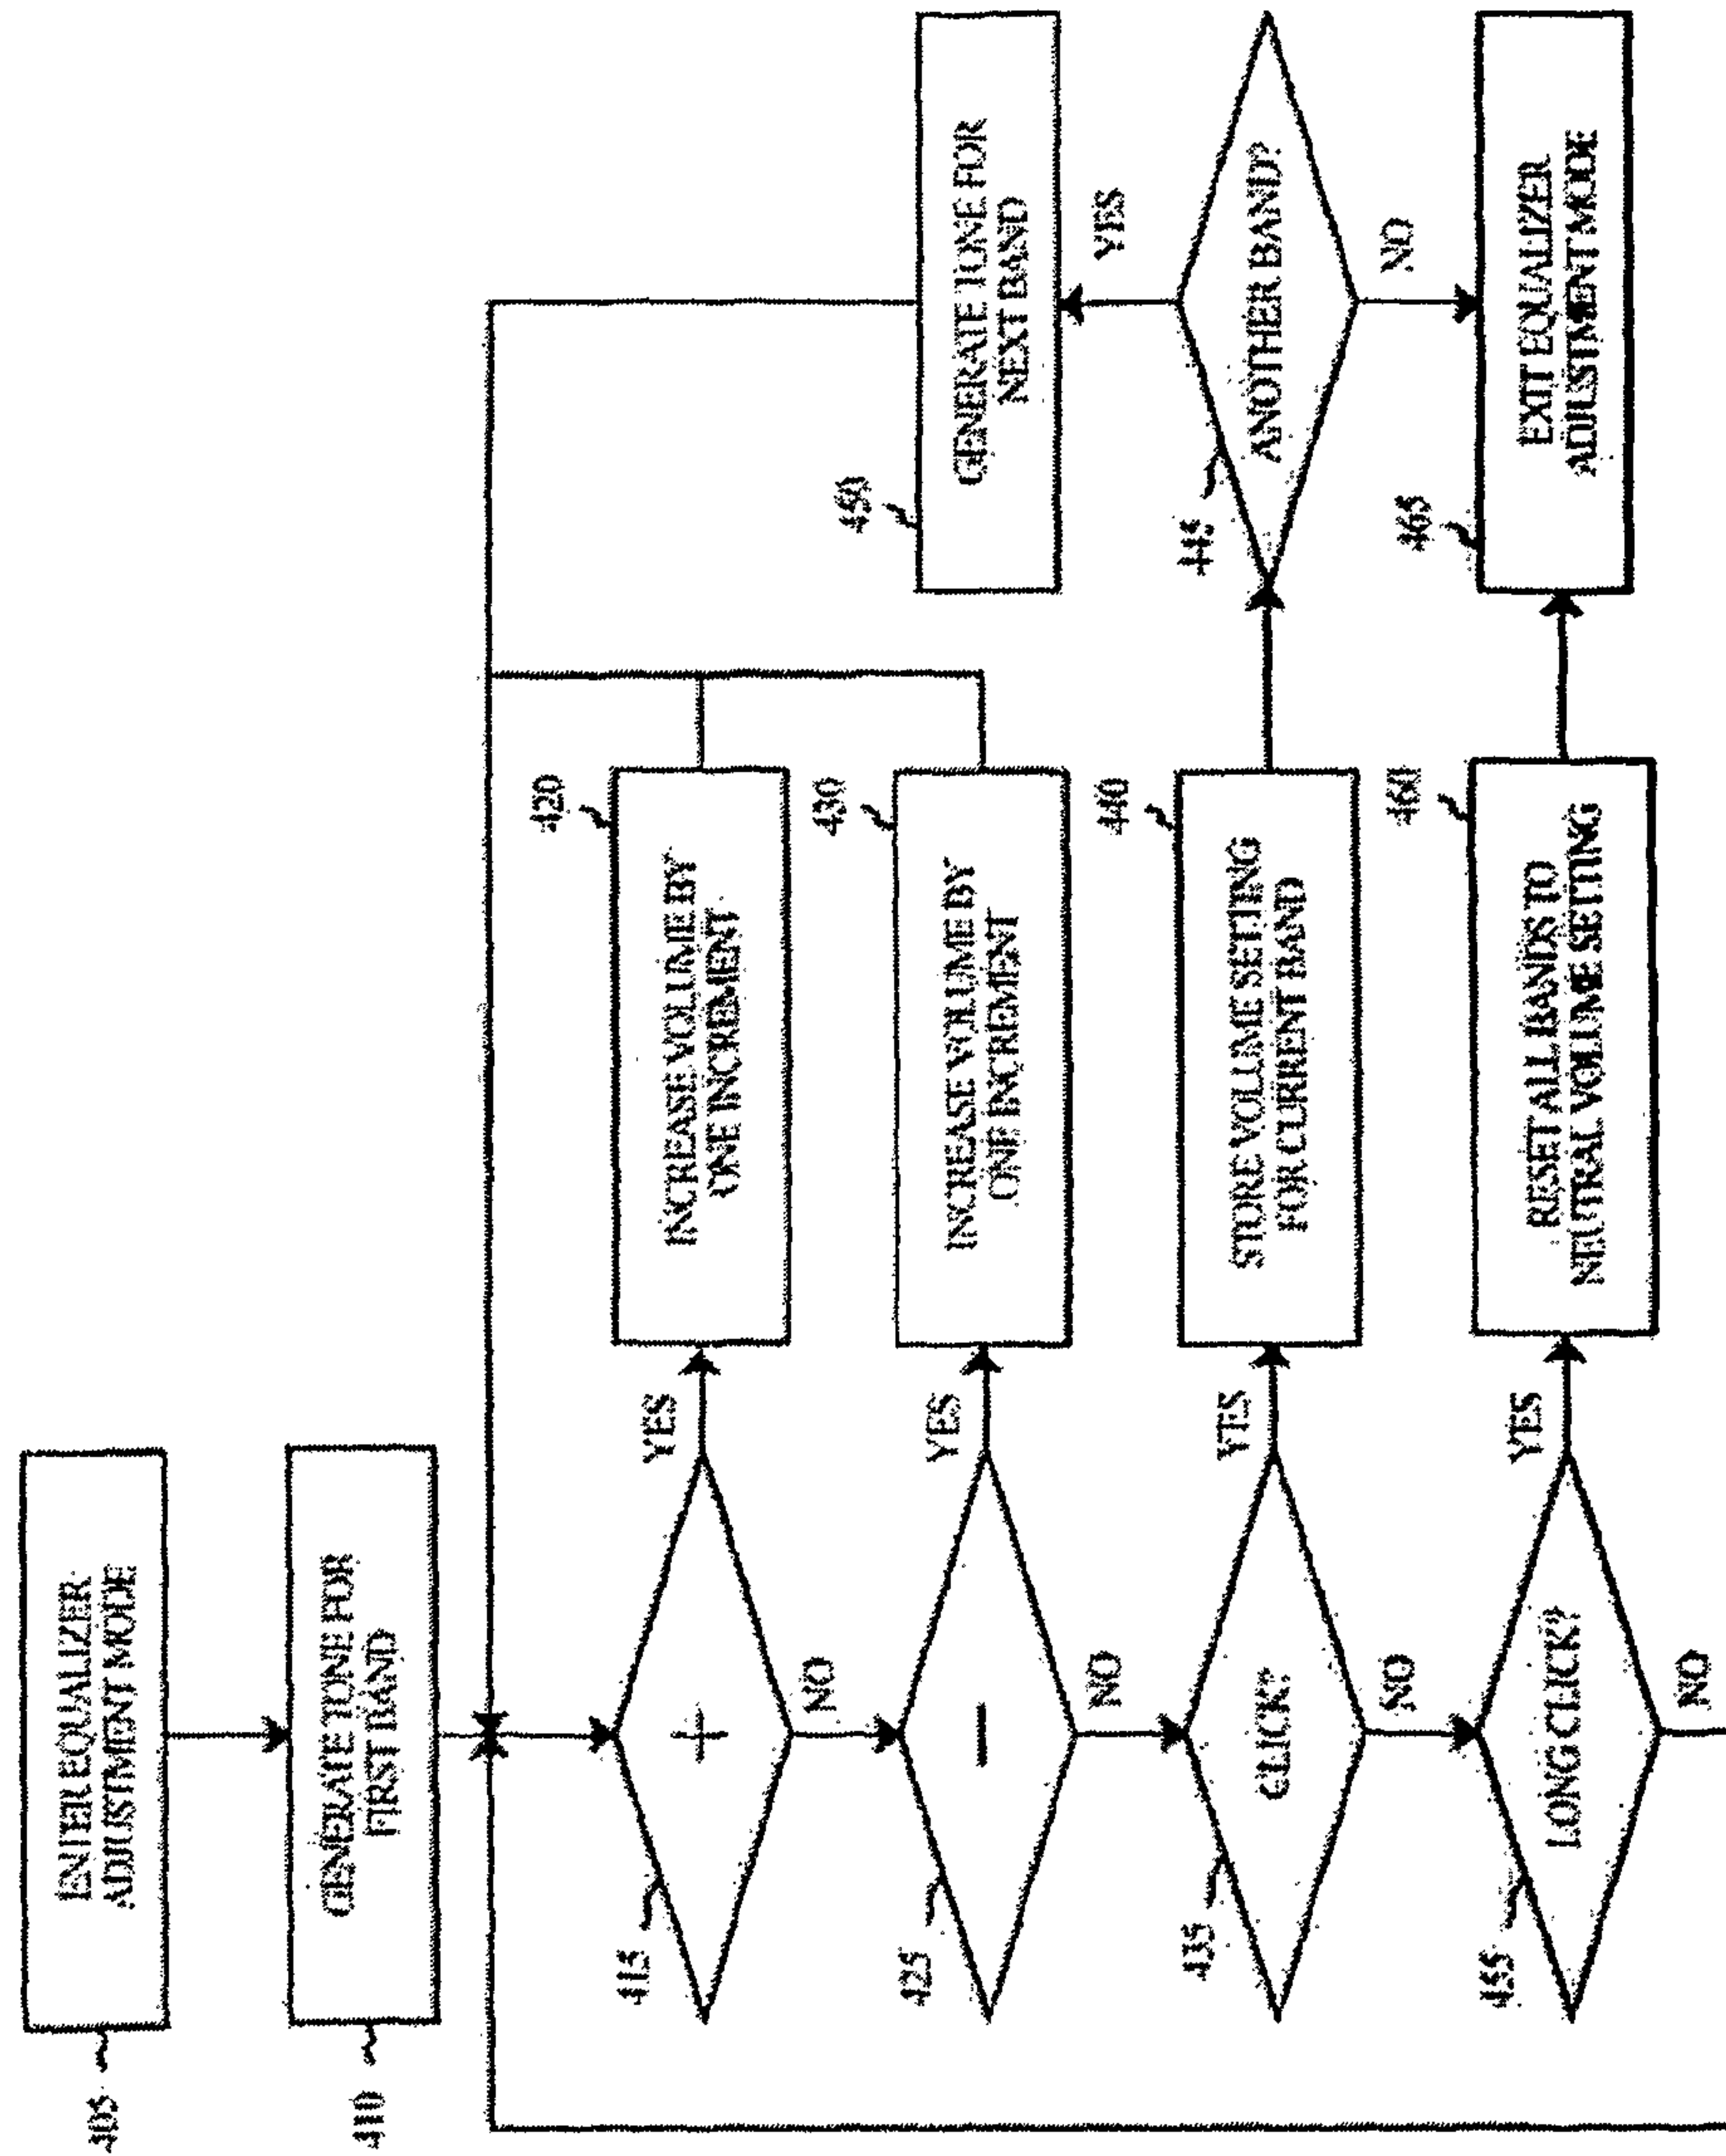 405
ENTER EQUALIZER
ADJUSTMENT MODE
410
GENERATE TONE FOR
FIRST BAND
415
+
YES
NO
420
INCREASE VOLUME BY
ONE INCREMENT
425
−
YES
NO
430
INCREASE VOLUME BY
ONE INCREMENT
435
CLICK?
YES
NO
440
STORE VOLUME SETTING
FOR CURRENT BAND
445
ANOTHER BAND?
YES
NO
450
GENERATE TONE FOR
NEXT BAND
455
LONG CLICK?
YES
NO
460
RESET ALL BANDS TO
NEUTRAL VOLUME SETTING
465
EXIT EQUALIZER
ADJUSTMENT MODE